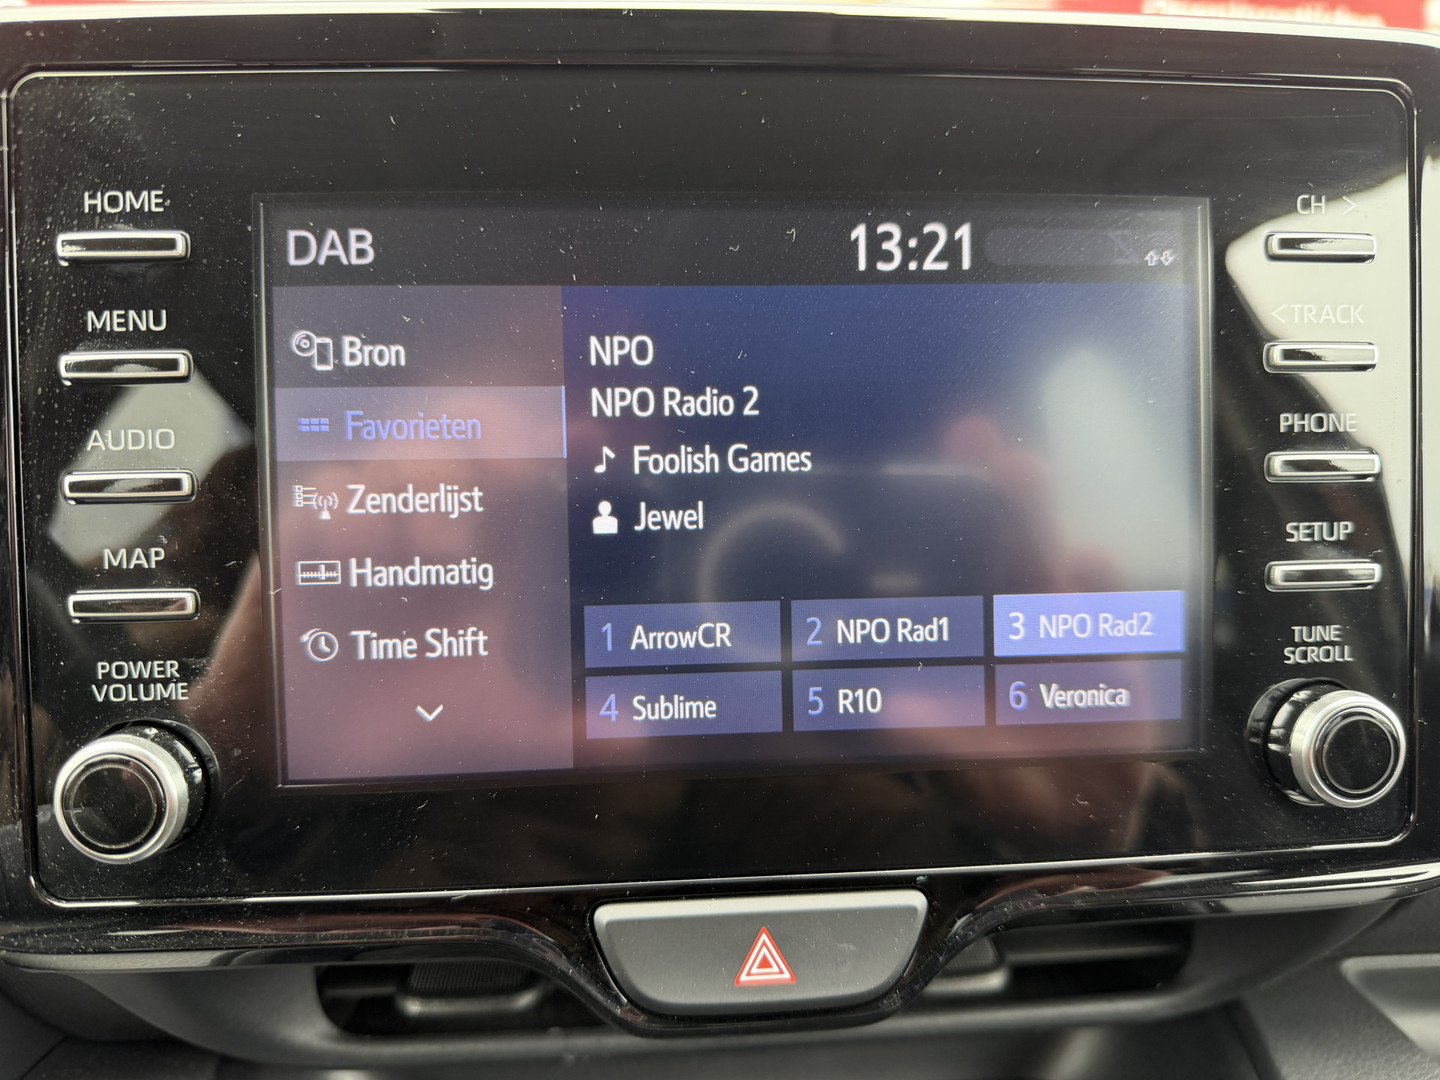 HOME
MENU
AUDIO
MAP
POWER
VOLUME
DAB
13:21
Bron
Favorieten
Zenderlijst
Handmatig
Time Shift
NPO
NPO Radio 2
Foolish Games
Jewel
1 ArrowCR
2 NPO Rad1
3 NPO Rad2
4 Sublime
5 R10
6 Veronica
CH >
< TRACK
PHONE
SETUP
TUNE
SCROLL